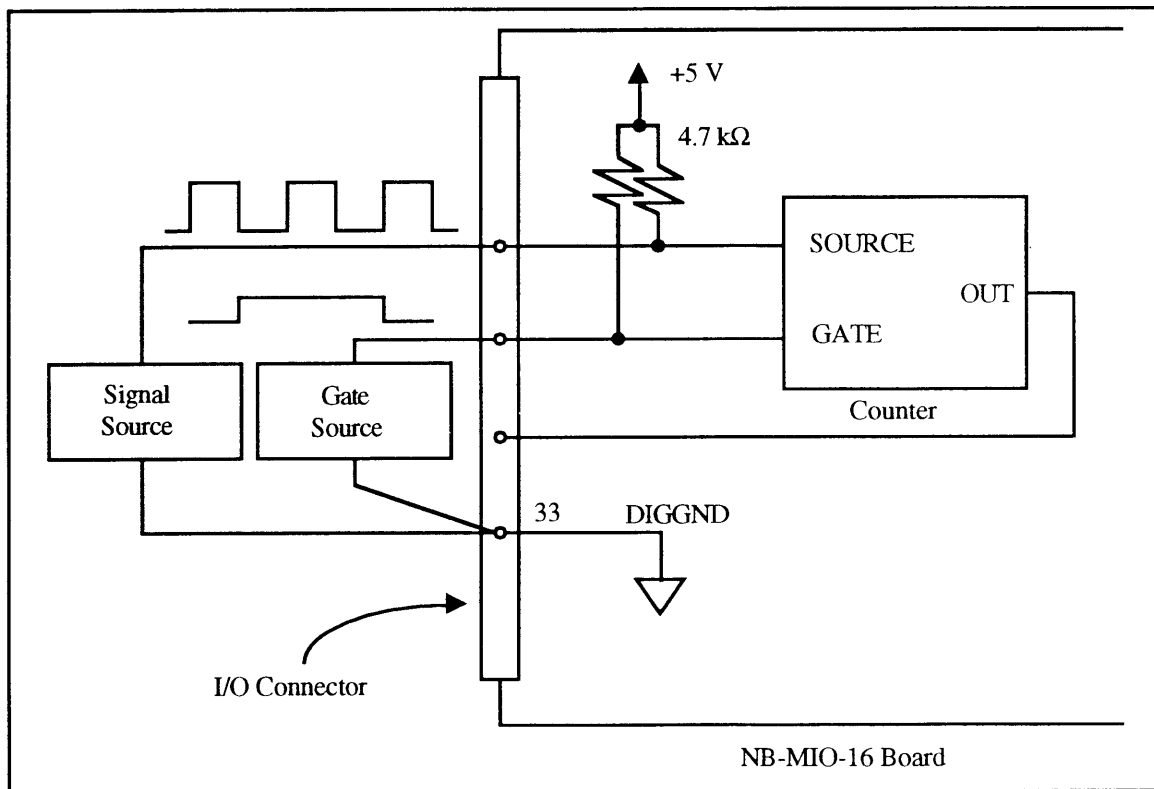 +5 V
4.7 kΩ
SOURCE
OUT
GATE
Signal
Source
Gate
Source
Counter
33
DIGGND
I/O Connector
NB-MIO-16 Board